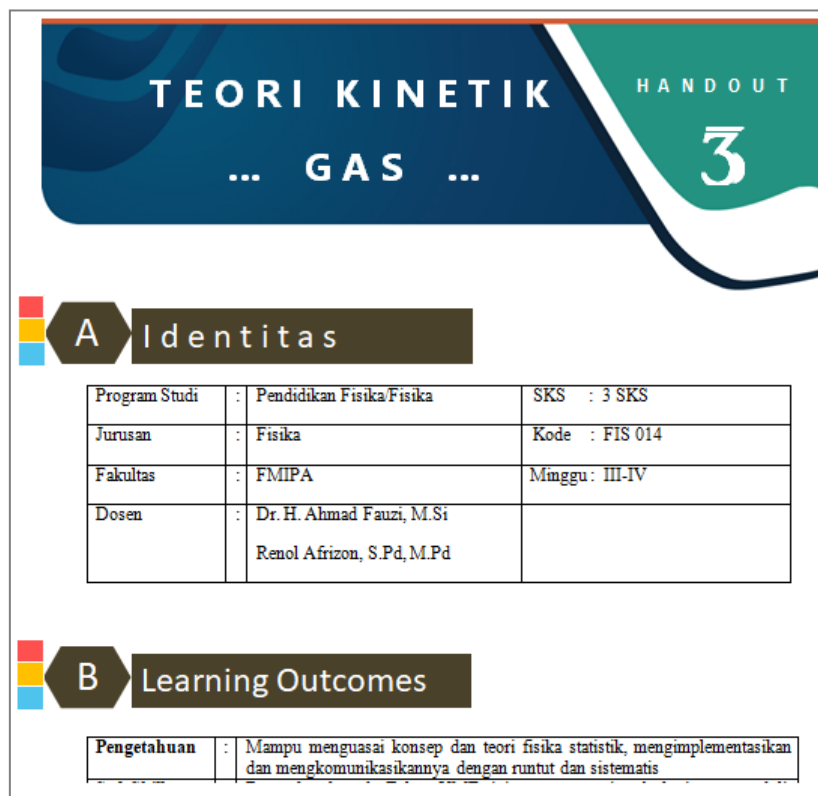 TEORI KINETIK
... GAS ...
HANDOUT
3
A
Identitas
Program Studi : Pendidikan Fisika/Fisika SKS : 3 SKS
Jurusan : Fisika Kode : FIS 014
Fakultas : FMIPA Minggu : III-IV
Dosen : Dr. H. Ahmad Fauzi, M.Si
Renol Afrizon, S.Pd, M.Pd
B
Learning Outcomes
Pengetahuan : Mampu menguasai konsep dan teori fisika statistik, mengimplementasikan
dan mengkomunikasikannya dengan runtut dan sistematis